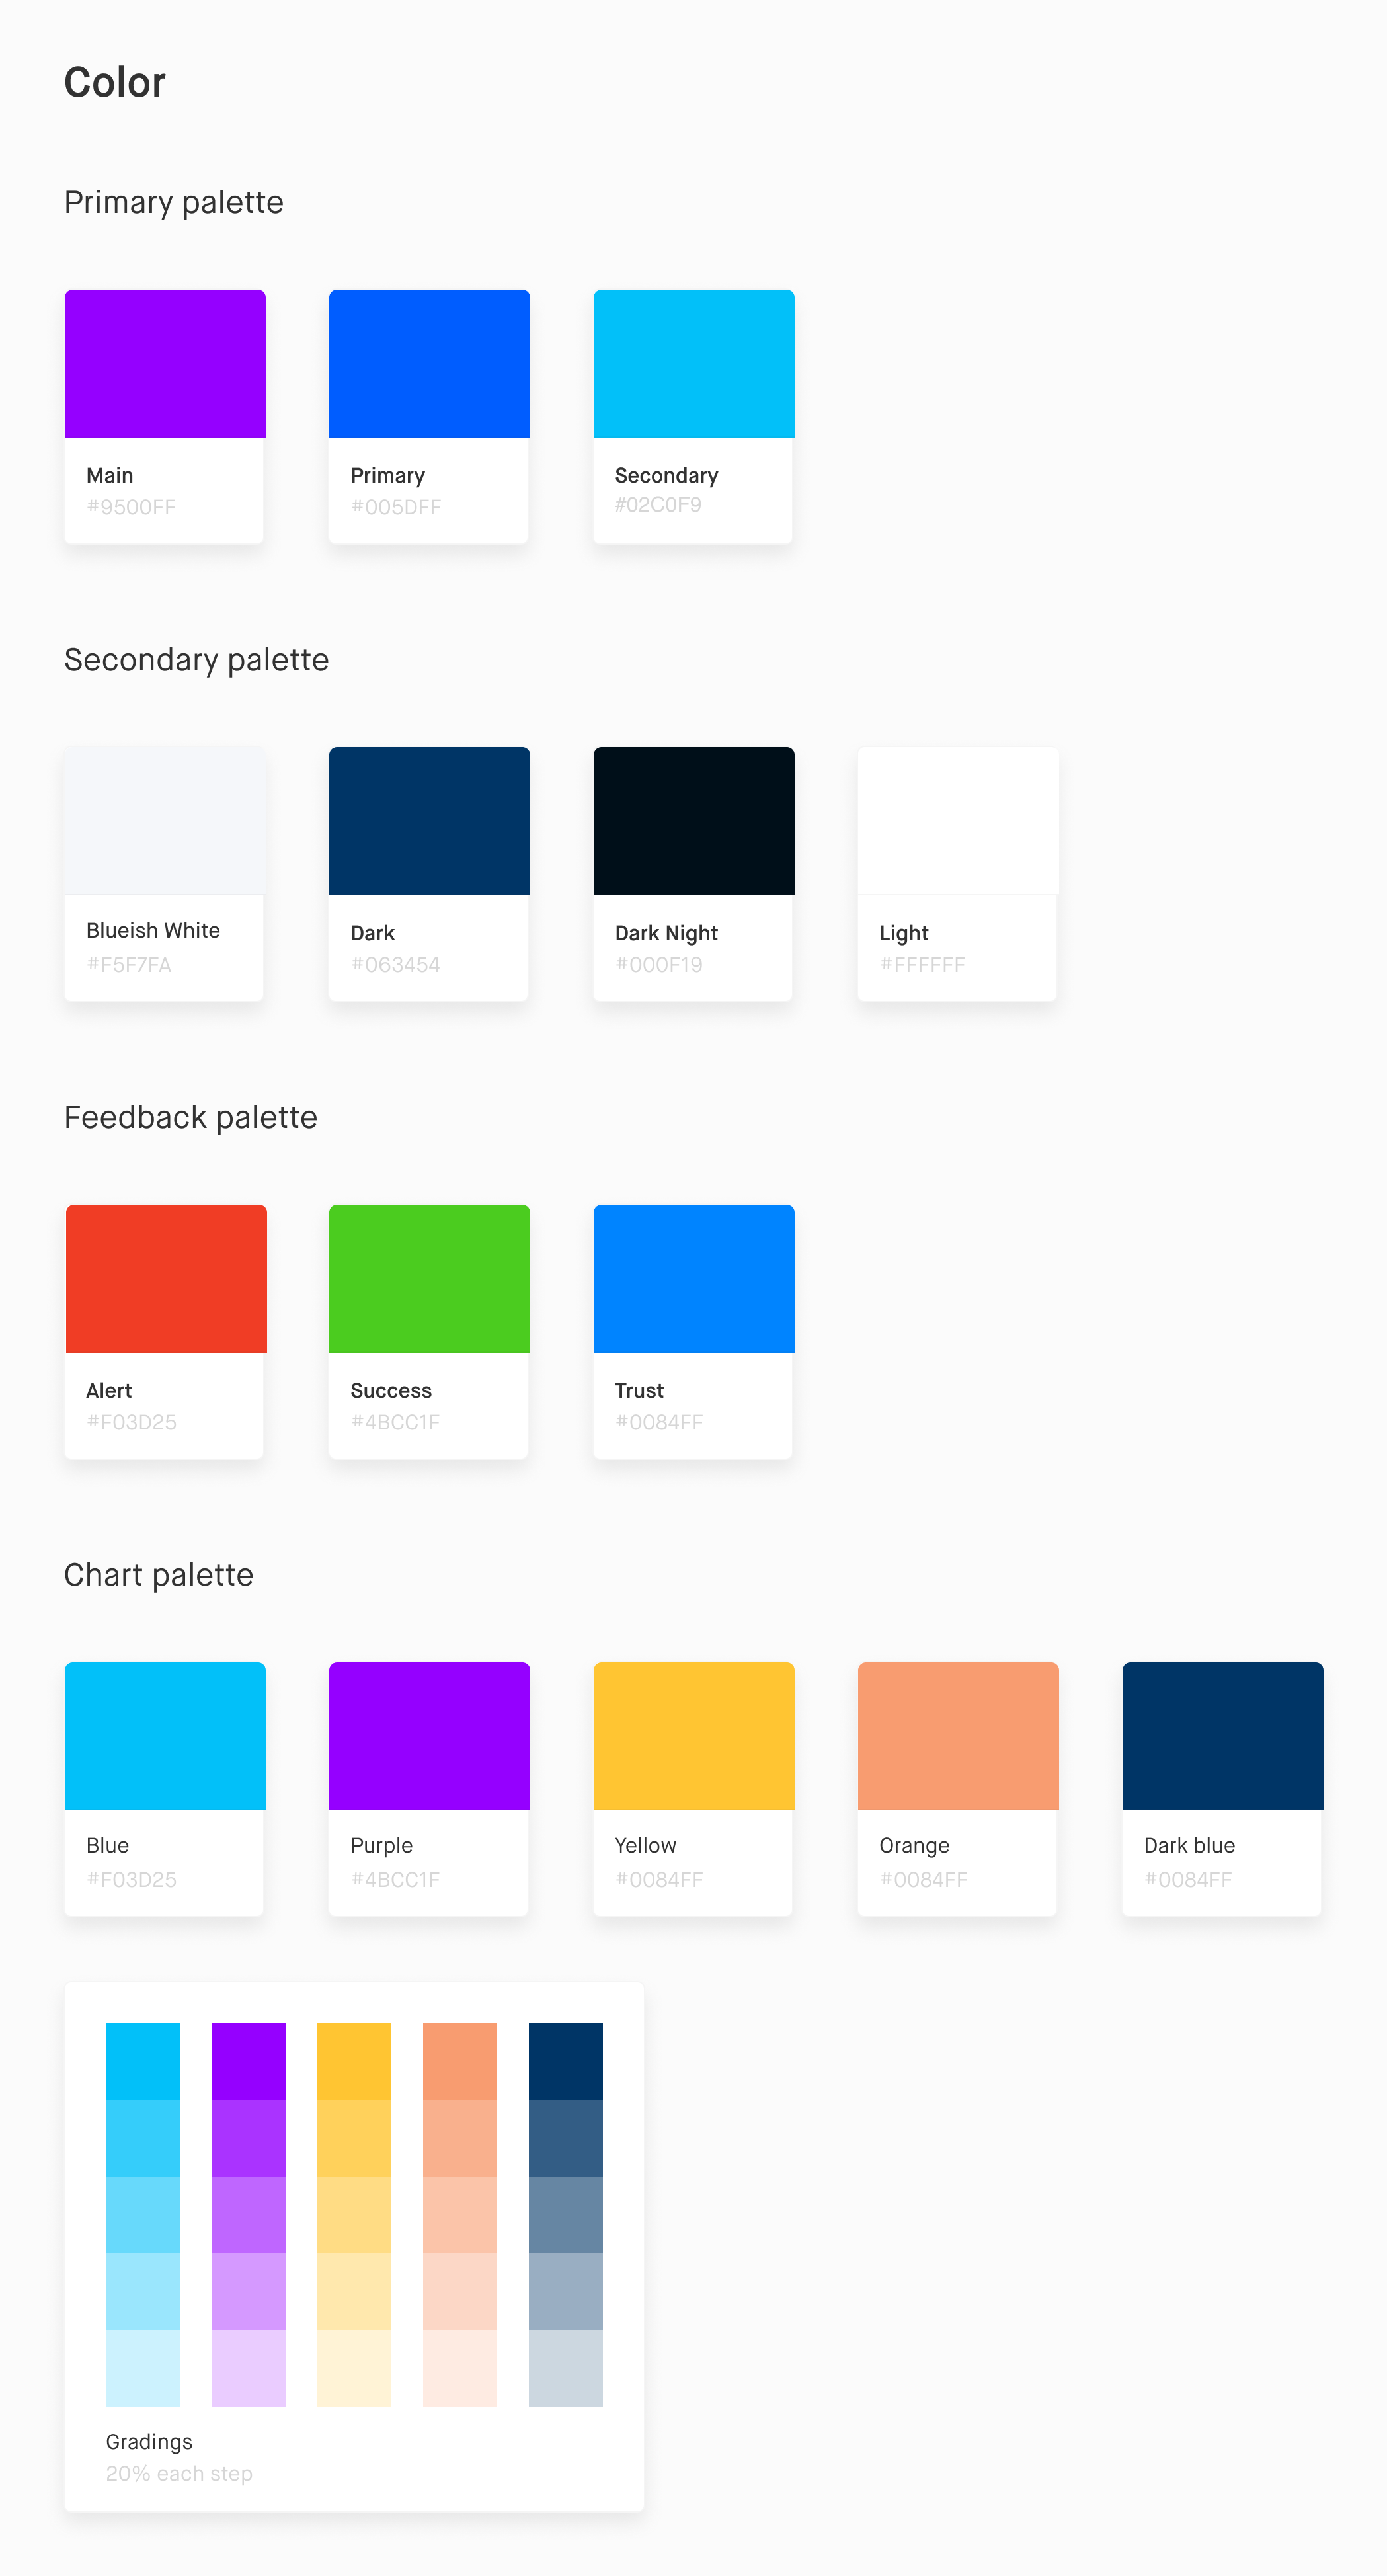 Color
Primary palette
Main
#9500FF
Primary
#005DFF
Secondary
#02C0F9
Secondary palette
Blueish White
#F5F7FA
Dark
#063454
Dark Night
#000F19
Light
#FFFFFF
Feedback palette
Alert
#F03D25
Success
#4BCC1F
Trust
#0084FF
Chart palette
Blue
#F03D25
Purple
#4BCC1F
Yellow
#0084FF
Orange
#0084FF
Dark blue
#0084FF
Gradings
20% each step